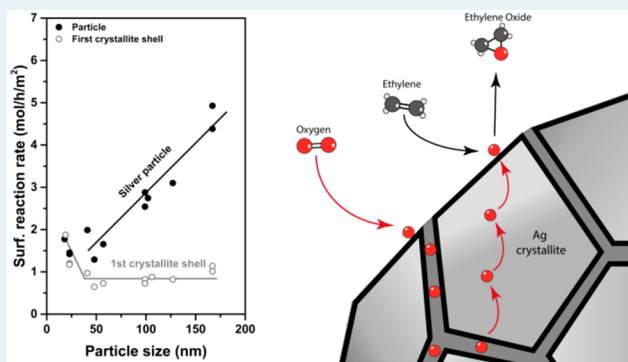 7
6
5
4
3
2
1
0
Surf. reaction rate (mol/h/m²)
Particle
First crystallite shell
Silver particle
1st crystallite shell
0
50
100
150
200
Particle size (nm)
Ethylene Oxide
Ethylene
Oxygen
Ag
crystallite